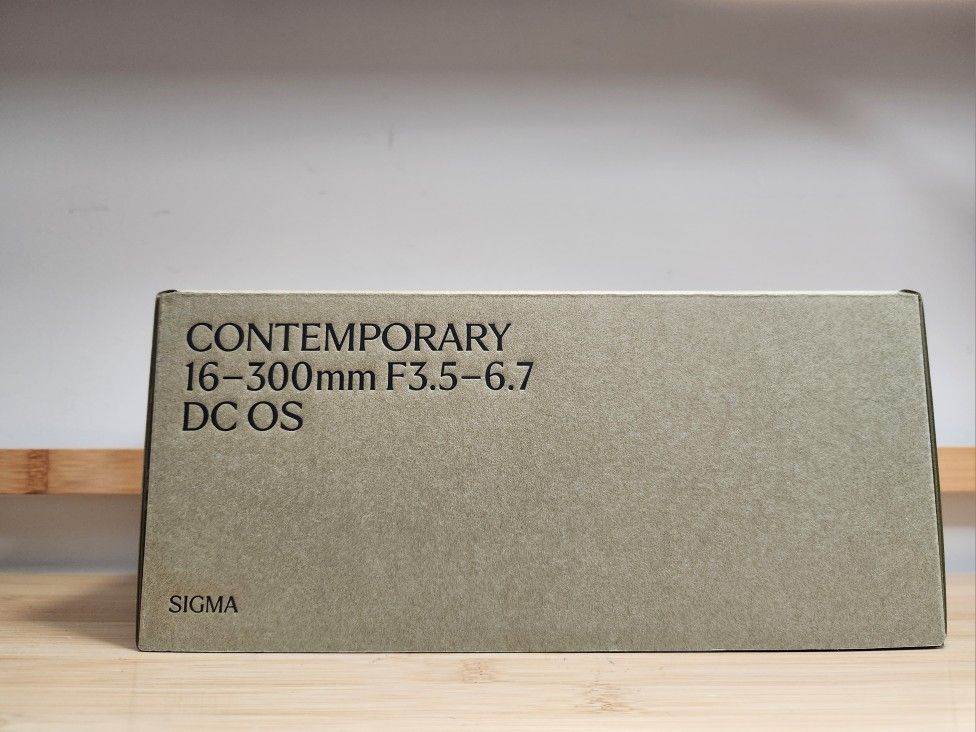 CONTEMPORARY
16–300mm F3.5–6.7
DC OS
SIGMA